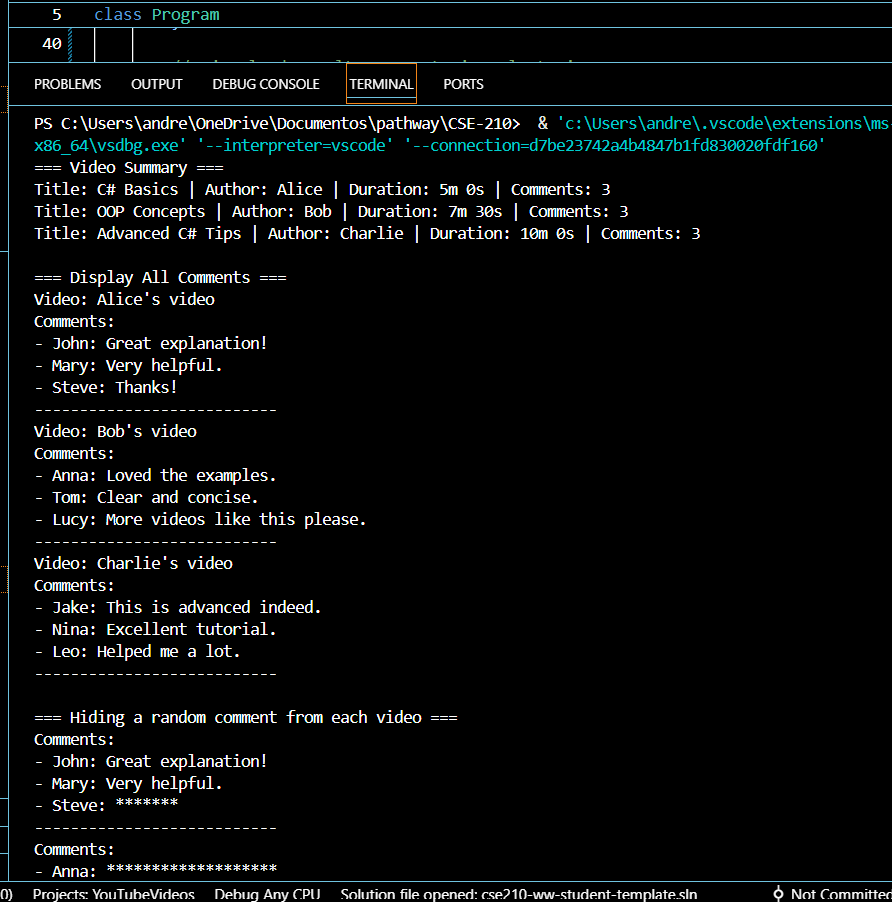 5 class Program
40
PROBLEMS OUTPUT DEBUG CONSOLE TERMINAL PORTS
PS C:\Users\andre\OneDrive\Documentos\pathway\CSE-210> & 'c:\Users\andre\.vscode\extensions\ms-
x86_64\vsdbg.exe' '--interpreter=vscode' '--connection=d7be23742a4b4847b1fd830020fdf160'
=== Video Summary ===
Title: C# Basics | Author: Alice | Duration: 5m 0s | Comments: 3
Title: OOP Concepts | Author: Bob | Duration: 7m 30s | Comments: 3
Title: Advanced C# Tips | Author: Charlie | Duration: 10m 0s | Comments: 3
=== Display All Comments ===
Video: Alice's video
Comments:
- John: Great explanation!
- Mary: Very helpful.
- Steve: Thanks!
---------------------------
Video: Bob's video
Comments:
- Anna: Loved the examples.
- Tom: Clear and concise.
- Lucy: More videos like this please.
---------------------------
Video: Charlie's video
Comments:
- Jake: This is advanced indeed.
- Nina: Excellent tutorial.
- Leo: Helped me a lot.
---------------------------
=== Hiding a random comment from each video ===
Comments:
- John: Great explanation!
- Mary: Very helpful.
- Steve: *******
---------------------------
Comments:
- Anna: *******************
0) Projects: YouTubeVideos Debug Any CPU Solution file opened: cse210-ww-student-template.sln Not Committed